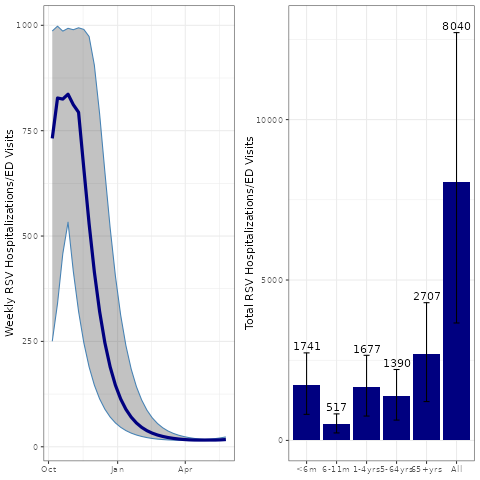 Weekly RSV Hospitalizations/ED Visits
1000
750
500
250
0
Oct
Jan
Apr
Total RSV Hospitalizations/ED Visits
10000
5000
0
8040
2707
1741
1677
1390
517
<6m
6-11m
1-4yrs
5-64yrs
65+yrs
All